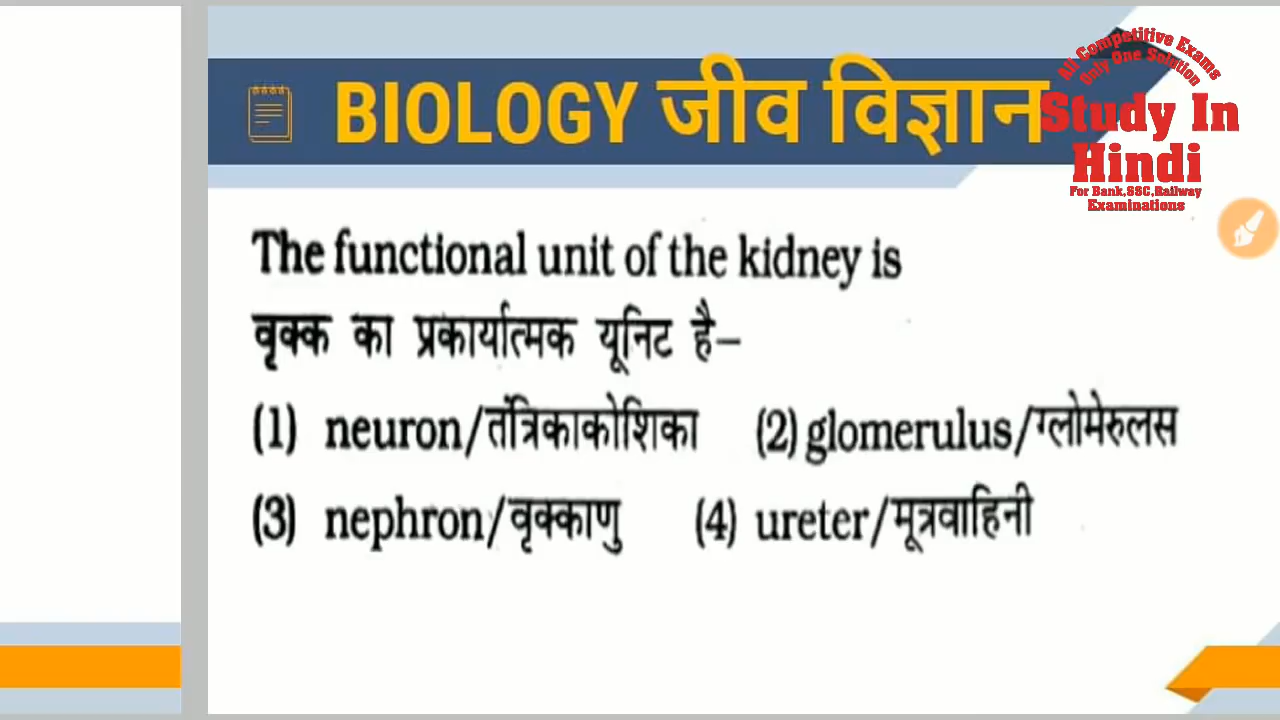 BIOLOGY जीव विज्ञान
All Competitive Exams
Only One Solution
Study In
Hindi
For Bank,SSC,Railway
Examinations
The functional unit of the kidney is
वृक्क का प्रकार्यात्मक यूनिट है–
(1) neuron/तंत्रिकाकोशिका (2) glomerulus/ग्लोमेरुलस
(3) nephron/वृक्काणु (4) ureter/मूत्रवाहिनी